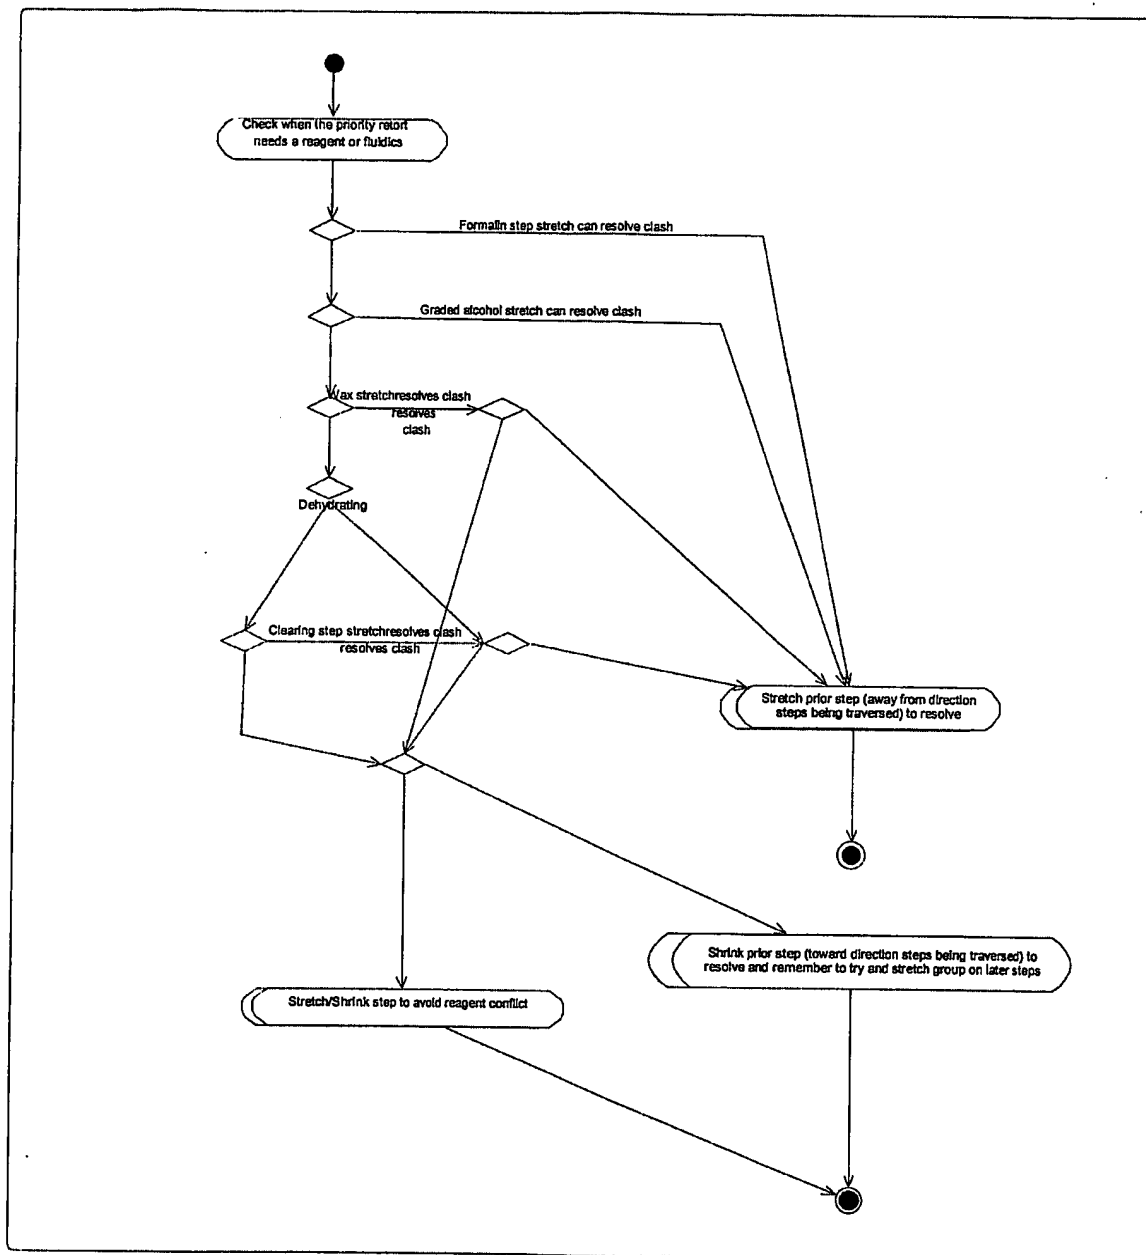 Check when the priority retort
needs a reagent or fluidics
Formalin step stretch can resolve clash
Graded alcohol stretch can resolve clash
Wax stretchresolves clash
resolves
clash
Dehydrating
Clearing step stretchresolves clash
resolves clash
Stretch prior step (away from direction
steps being traversed) to resolve
Shrink prior step (toward direction steps being traversed) to
resolve and remember to try and stretch group on later steps
Stretch/Shrink step to avoid reagent conflict